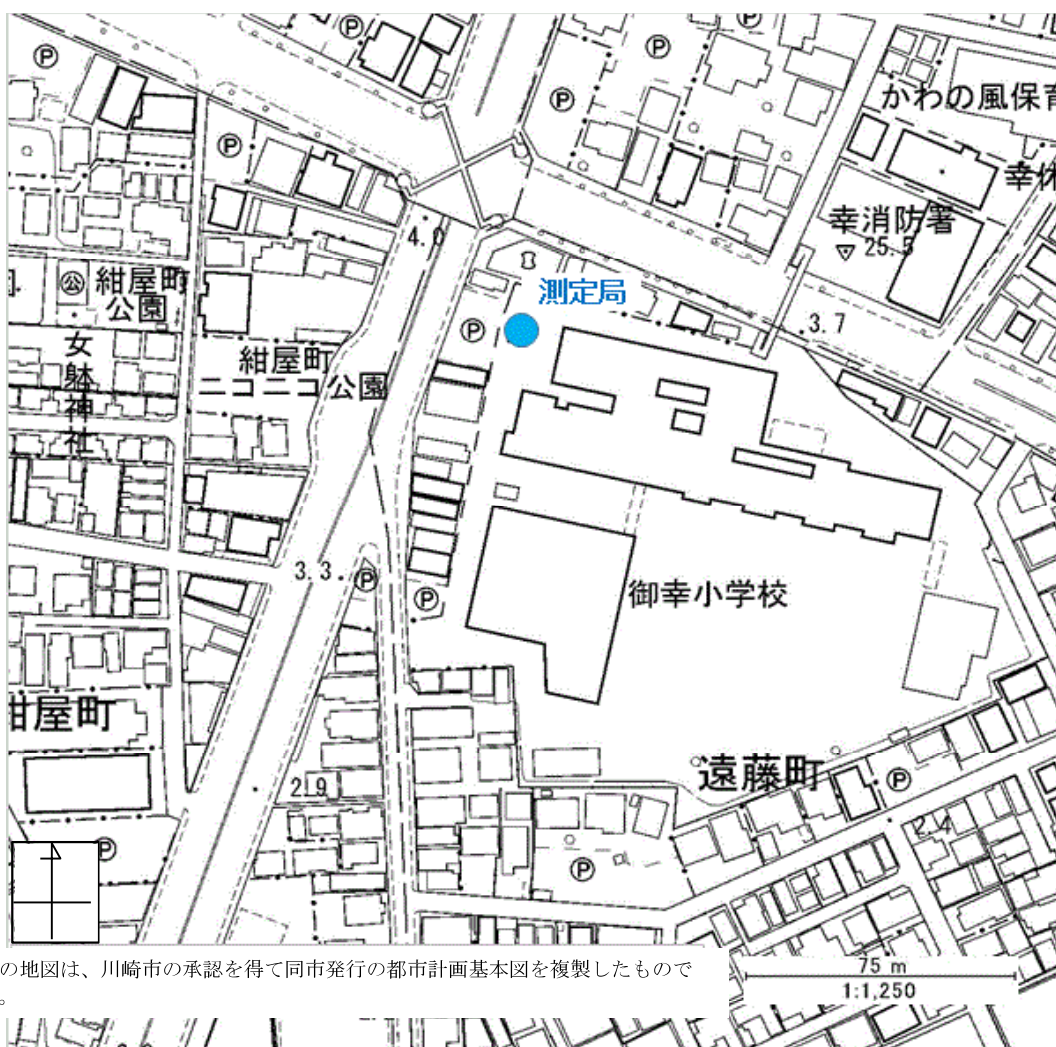 P
P
P
P
P
かわの風保育
幸休
幸消防署
25.5
4.0
公
紺屋町
公園
測定局
P
3.7
女
躰
神
社
紺屋町
ニコニコ公園
3.3
P
P
御幸小学校
紺屋町
遠藤町
P
2.9
2.4
P
P
の地図は、川崎市の承認を得て同市発行の都市計画基本図を複製したもので
。
75 m
1:1,250